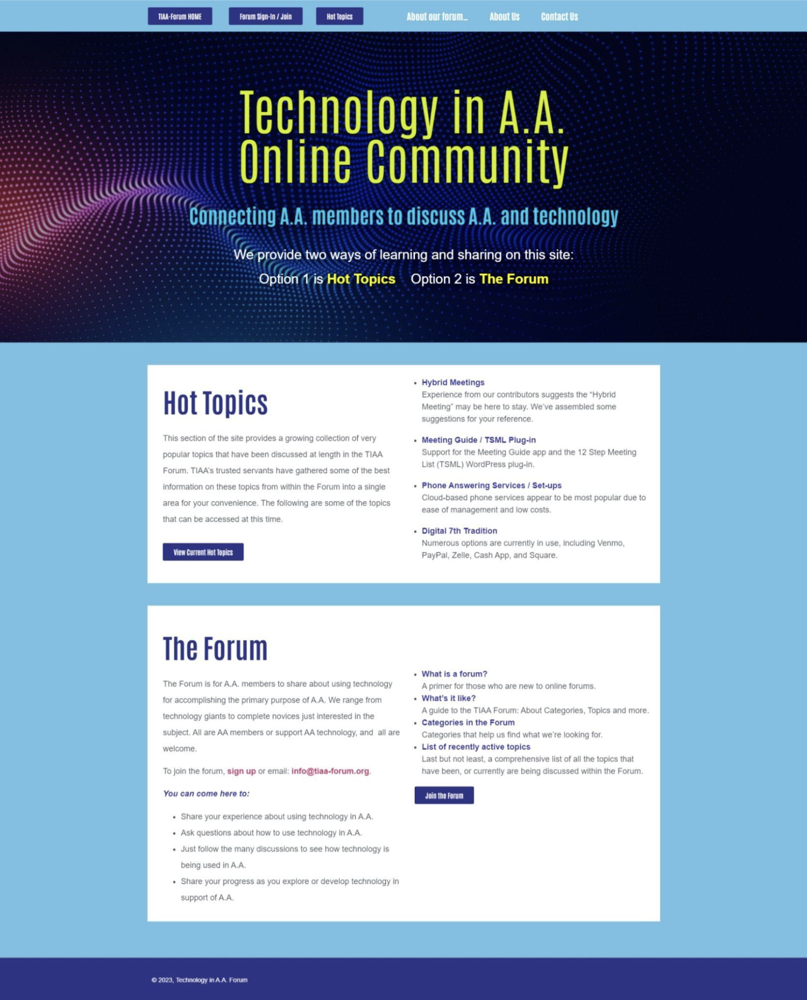 TIAA-Forum HOME
Forum Sign-In / Join
Hot Topics
About our forum...
About Us
Contact Us
Technology in A.A.
Online Community
Connecting A.A. members to discuss A.A. and technology
We provide two ways of learning and sharing on this site:
Option 1 is Hot Topics Option 2 is The Forum
Hot Topics
This section of the site provides a growing collection of very
popular topics that have been discussed at length in the TIAA
Forum. TIAA's trusted servants have gathered some of the best
information on these topics from within the Forum into a single
area for your convenience. The following are some of the topics
that can be accessed at this time.
View Current Hot Topics
• Hybrid Meetings
Experience from our contributors suggests the “Hybrid
Meeting” may be here to stay. We've assembled some
suggestions for your reference.
• Meeting Guide / TSML Plug-in
Support for the Meeting Guide app and the 12 Step Meeting
List (TSML) WordPress plug-in.
• Phone Answering Services / Set-ups
Cloud-based phone services appear to be most popular due to
ease of management and low costs.
• Digital 7th Tradition
Numerous options are currently in use, including Venmo,
PayPal, Zelle, Cash App, and Square.
The Forum
The Forum is for A.A. members to share about using technology
for accomplishing the primary purpose of A.A. We range from
technology giants to complete novices just interested in the
subject. All are AA members or support AA technology, and all are
welcome.
To join the forum, sign up or email: info@tiaa-forum.org.
You can come here to:
• Share your experience about using technology in A.A.
• Ask questions about how to use technology in A.A.
• Just follow the many discussions to see how technology is
being used in A.A.
• Share your progress as you explore or develop technology in
support of A.A.
• What is a forum?
A primer for those who are new to online forums.
• What's it like?
A guide to the TIAA Forum: About Categories, Topics and more.
• Categories in the Forum
Categories that help us find what we're looking for.
• List of recently active topics
Last but not least, a comprehensive list of all the topics that
have been, or currently are being discussed within the Forum.
Join the Forum
© 2023, Technology in A.A. Forum